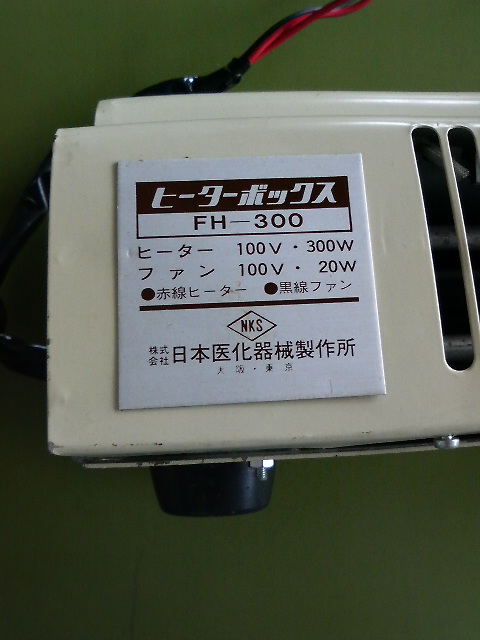 ヒーターボックス
FH-300
ヒーター 100V・300W
ファン 100V・20W
●赤線ヒーター ●黒線ファン
NKS
株式会社 日本医化器械製作所
大阪・東京